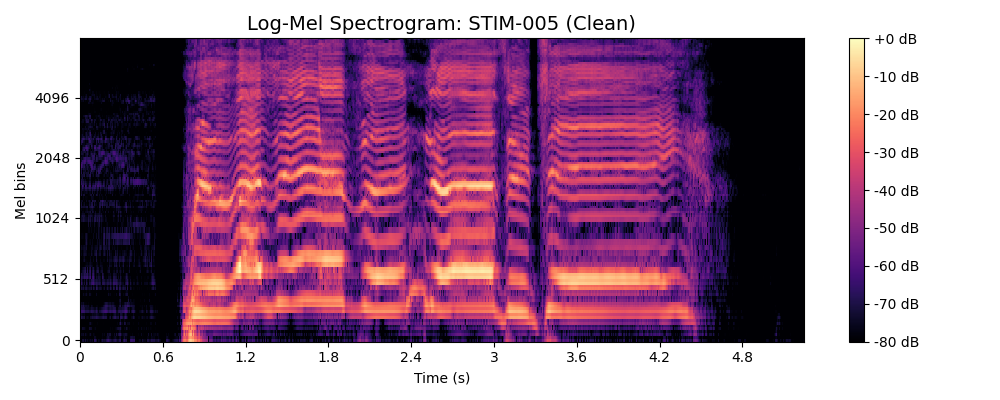 Log-Mel Spectrogram: STIM-005 (Clean)
+0 dB
-10 dB
-20 dB
-30 dB
-40 dB
-50 dB
-60 dB
-70 dB
-80 dB
Mel bins
4096
2048
1024
512
0
0 0.6 1.2 1.8 2.4 3 3.6 4.2 4.8
Time (s)